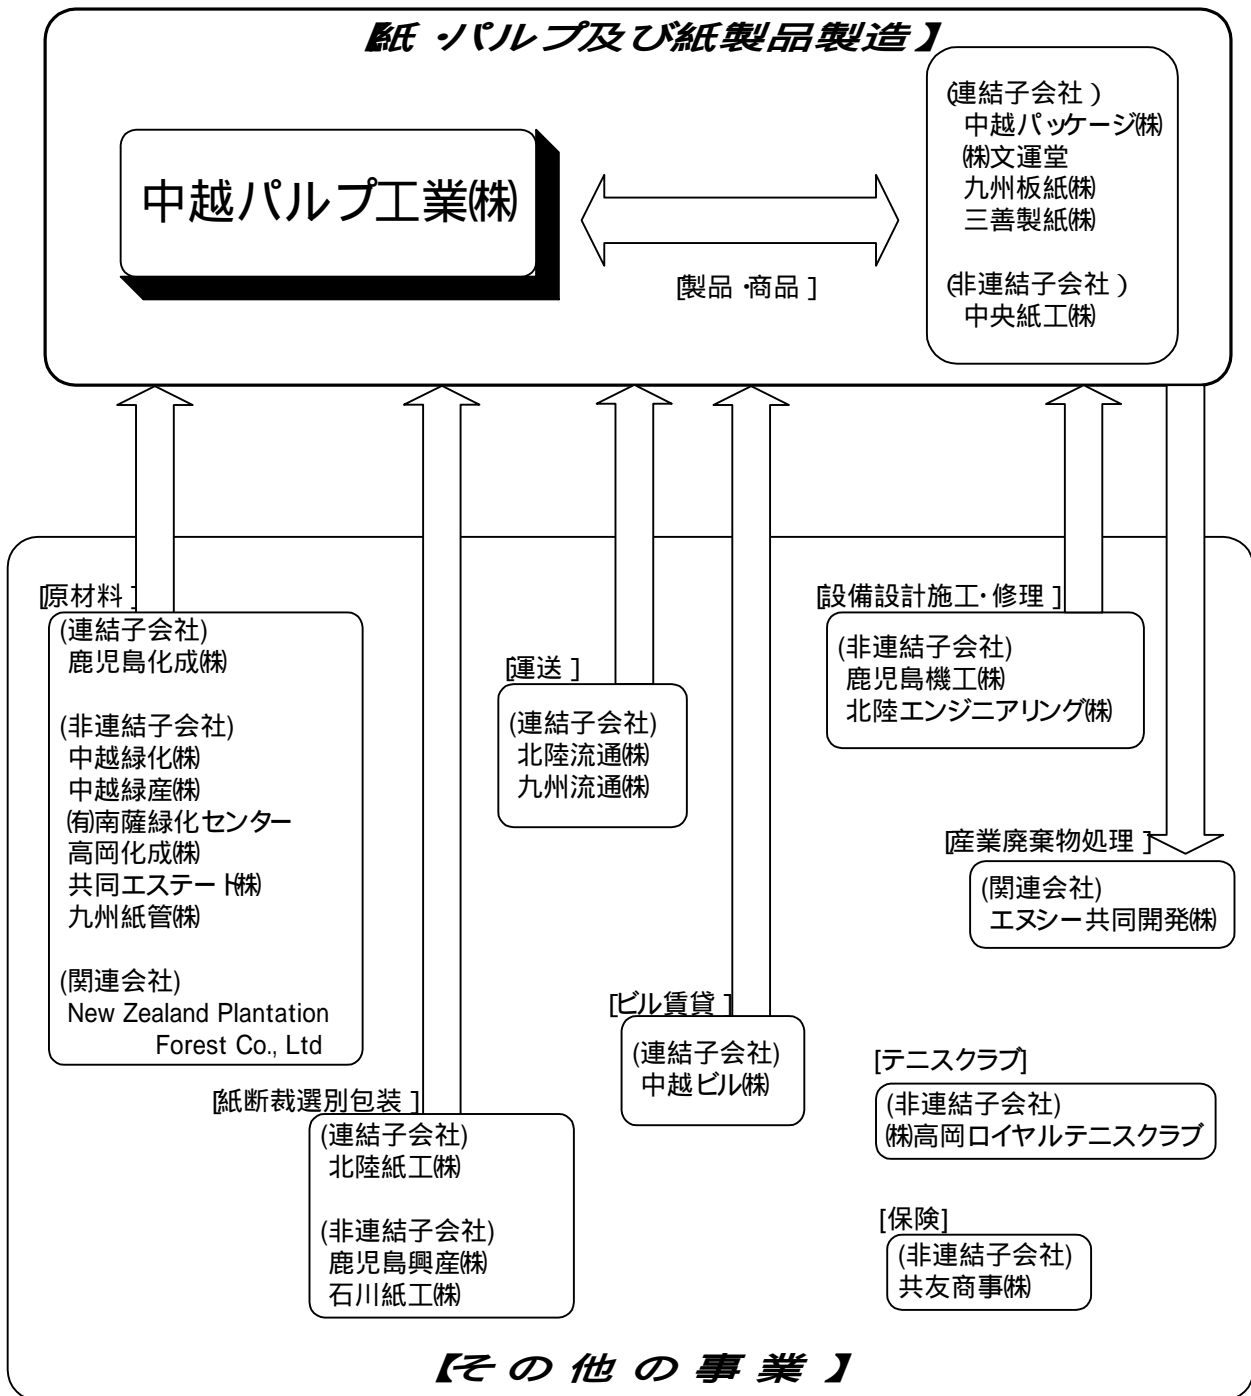 【紙・パルプ及び紙製品製造】
中越パルプ工業㈱
[製品・商品]
(連結子会社)
中越パッケージ㈱
㈱文運堂
九州板紙㈱
三善製紙㈱
(非連結子会社)
中央紙工㈱
[原材料]
(連結子会社)
鹿児島化成㈱
(非連結子会社)
中越緑化㈱
中越緑産㈱
㈲南薩緑化センター
高岡化成㈱
共同エステート㈱
九州紙管㈱
(関連会社)
New Zealand Plantation
Forest Co., Ltd
[紙断裁選別包装]
(連結子会社)
北陸紙工㈱
(非連結子会社)
鹿児島興産㈱
石川紙工㈱
[運送]
(連結子会社)
北陸流通㈱
九州流通㈱
[ビル賃貸]
(連結子会社)
中越ビル㈱
[設備設計施工・修理]
(非連結子会社)
鹿児島機工㈱
北陸エンジニアリング㈱
[産業廃棄物処理]
(関連会社)
エヌシー共同開発㈱
[テニスクラブ]
(非連結子会社)
㈱高岡ロイヤルテニスクラブ
[保険]
(非連結子会社)
共友商事㈱
【その他の事業】